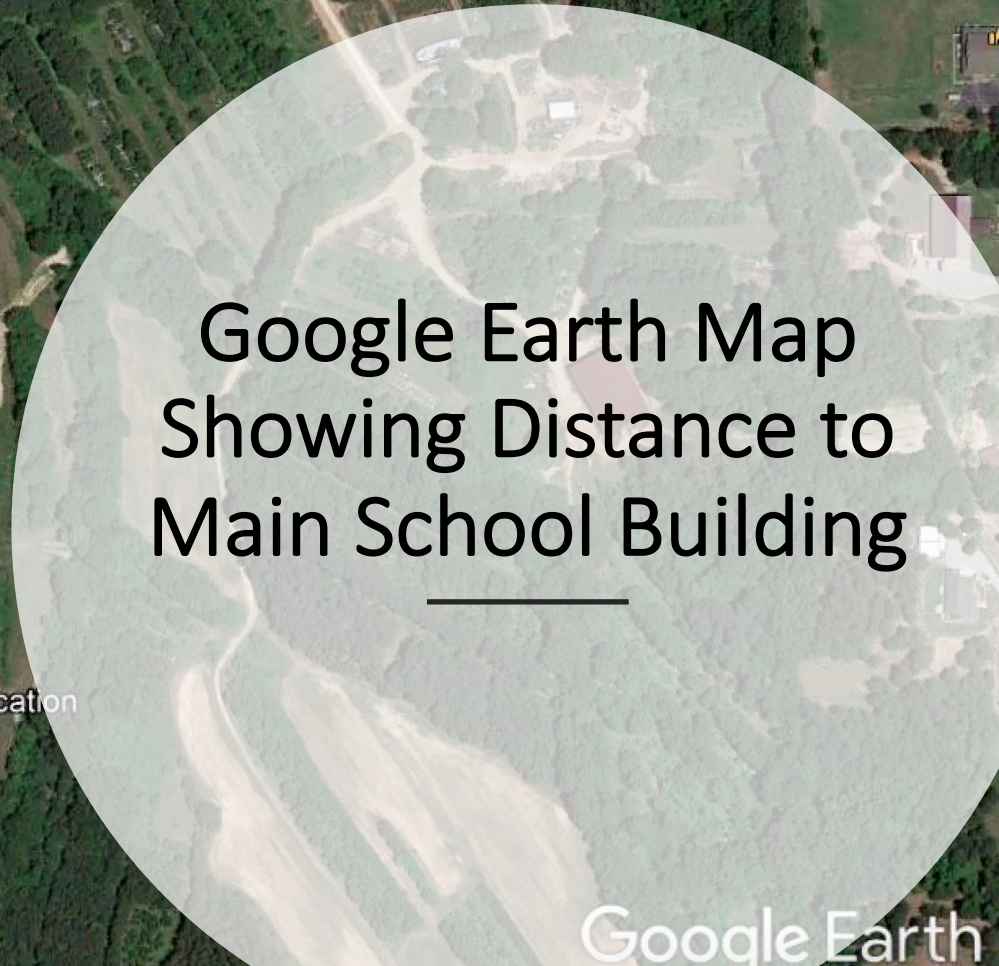 Google Earth Map
Showing Distance to
Main School Building
cation
Google Earth